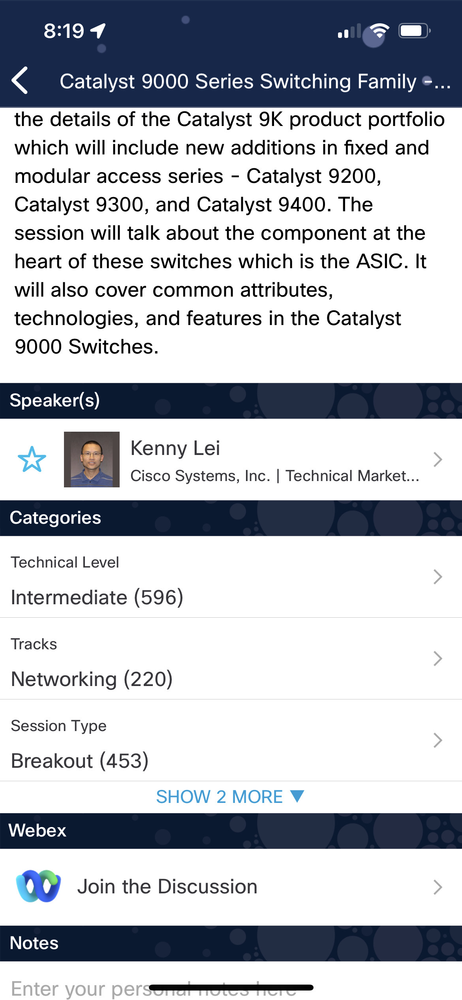 8:19
Catalyst 9000 Series Switching Family -...
the details of the Catalyst 9K product portfolio
which will include new additions in fixed and
modular access series - Catalyst 9200,
Catalyst 9300, and Catalyst 9400. The
session will talk about the component at the
heart of these switches which is the ASIC. It
will also cover common attributes,
technologies, and features in the Catalyst
9000 Switches.
Speaker(s)
Kenny Lei
Cisco Systems, Inc. | Technical Market...
Categories
Technical Level
Intermediate (596)
Tracks
Networking (220)
Session Type
Breakout (453)
SHOW 2 MORE ▼
Webex
Join the Discussion
Notes
Enter your personal notes here